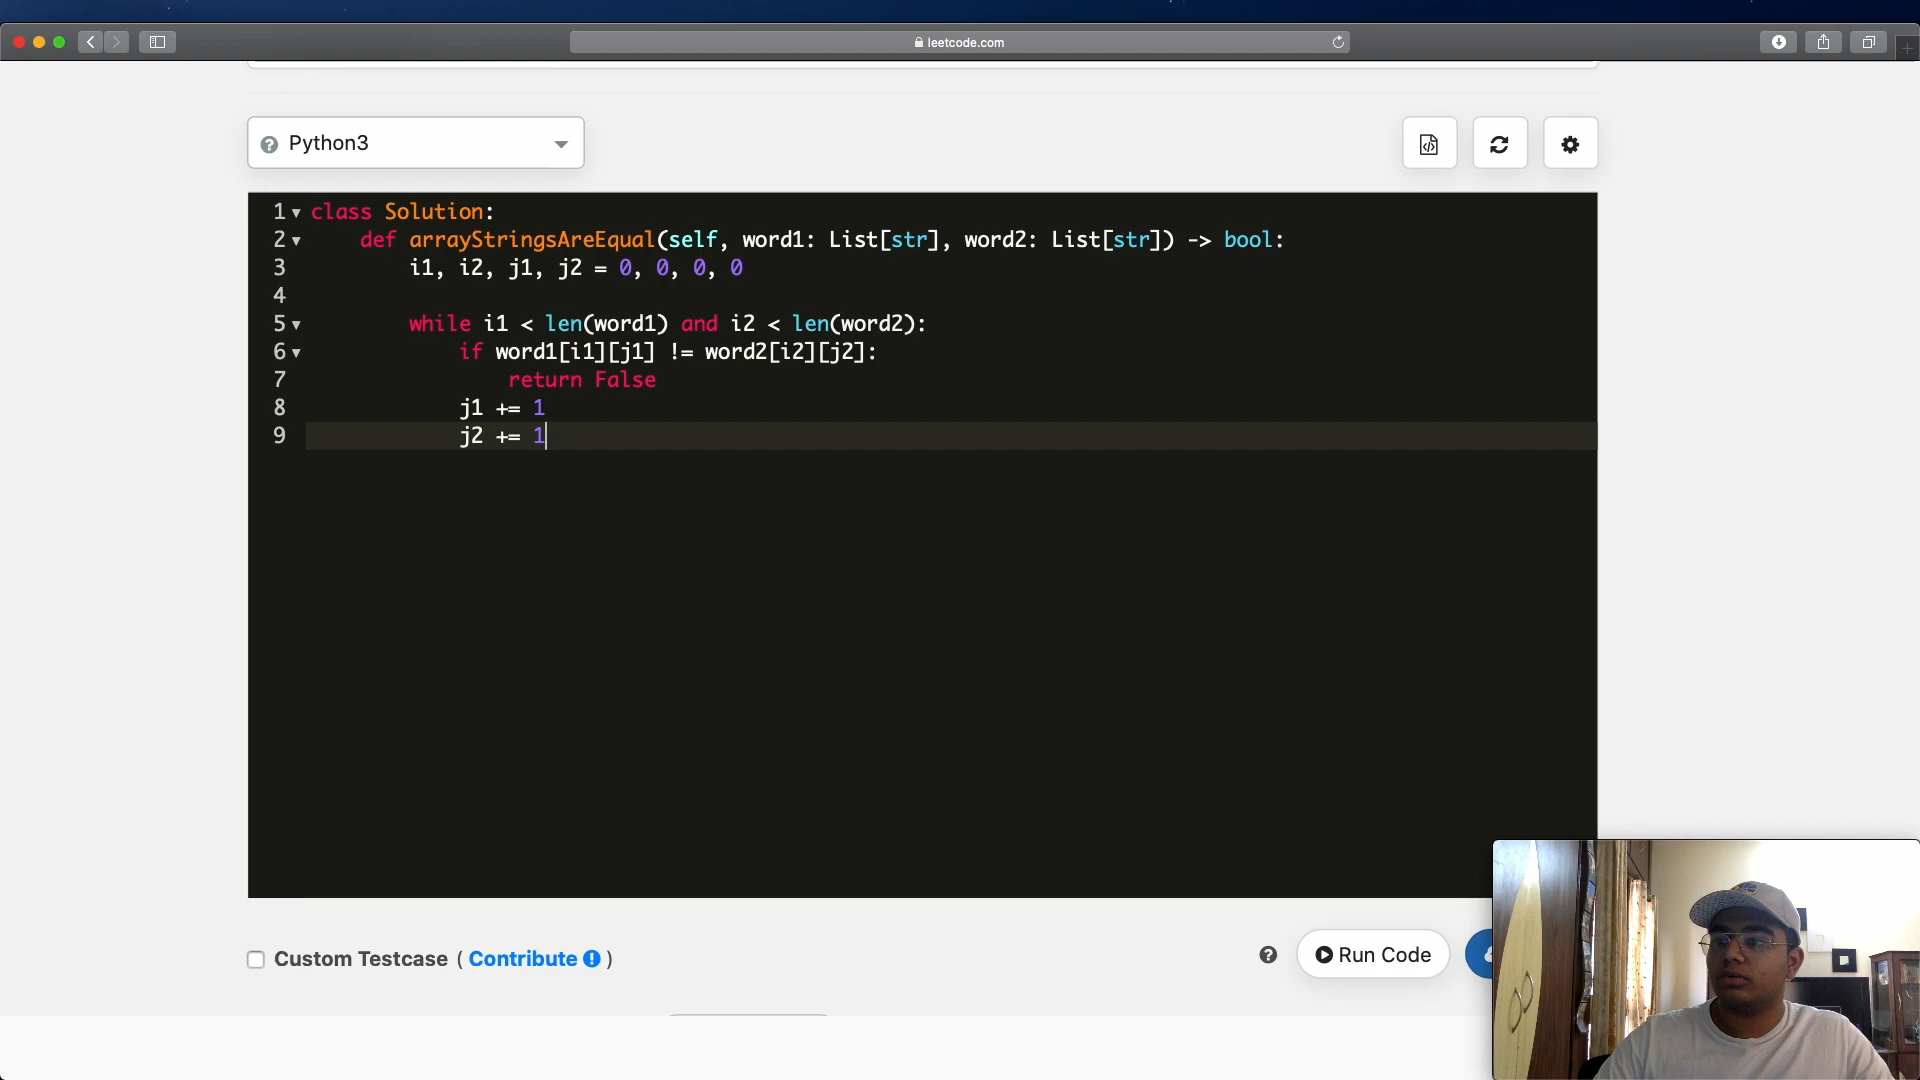 leetcode.com
Python3
1 class Solution:
2 def arrayStringsAreEqual(self, word1: List[str], word2: List[str]) -> bool:
3 i1, i2, j1, j2 = 0, 0, 0, 0
4
5 while i1 < len(word1) and i2 < len(word2):
6 if word1[i1][j1] != word2[i2][j2]:
7 return False
8 j1 += 1
9 j2 += 1
Custom Testcase ( Contribute )
Run Code